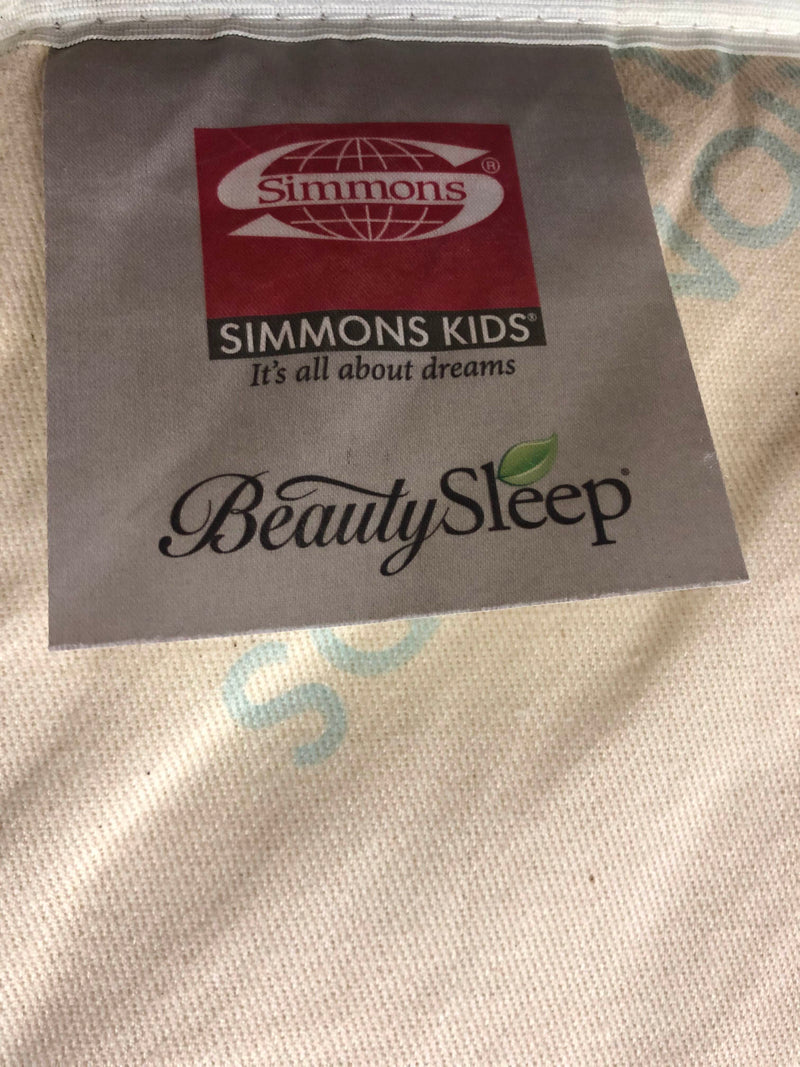 Simmons®
SIMMONS KIDS®
It's all about dreams
BeautySleep®